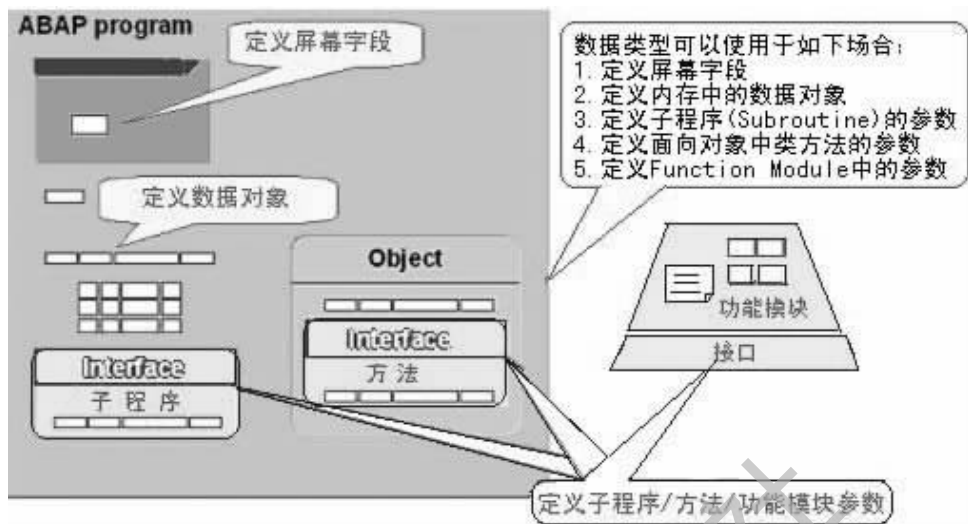 ABAP program
定义屏幕字段
数据类型可以使用于如下场合:
1. 定义屏幕字段
2. 定义内存中的数据对象
3. 定义子程序(Subroutine)的参数
4. 定义面向对象中类方法的参数
5. 定义Function Module中的参数
定义数据对象
Object
Interface
方法
Interface
子程序
功能模块
接口
定义子程序/方法/功能模块参数